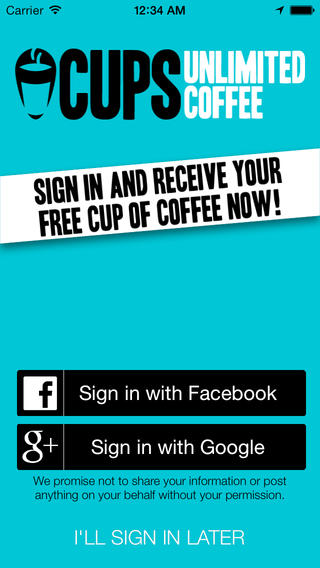 Carrier 12:34 AM
CUPS UNLIMITED COFFEE
SIGN IN AND RECEIVE YOUR
FREE CUP OF COFFEE NOW!
f Sign in with Facebook
g+ Sign in with Google
We promise not to share your information or post
anything on your behalf without your permission.
I'LL SIGN IN LATER